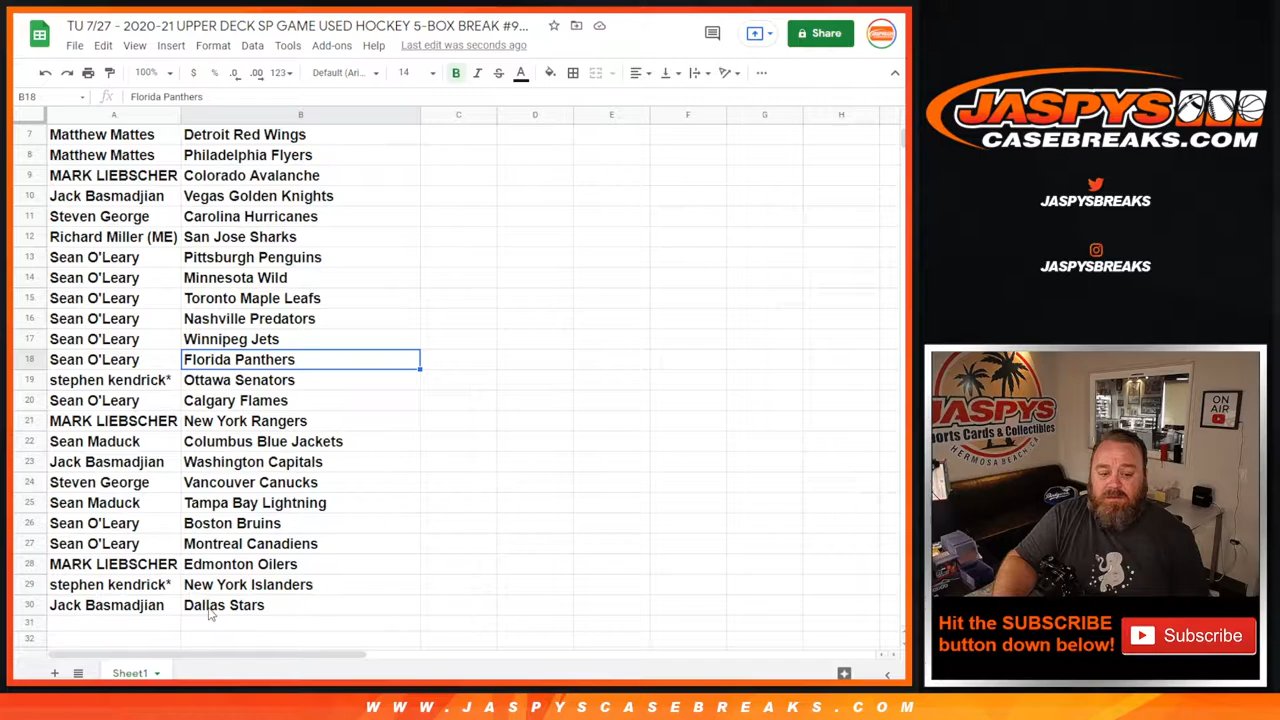 TU 7/27 - 2020-21 UPPER DECK SP GAME USED HOCKEY 5-BOX BREAK #9...
File Edit View Insert Format Data Tools Add-ons Help Last edit was seconds ago
Share
100% $ % .0 .00 123 Default (Ari... 14 B I S A
B18 fx Florida Panthers
A B C D E F G H
7 Matthew Mattes Detroit Red Wings
8 Matthew Mattes Philadelphia Flyers
9 MARK LIEBSCHER Colorado Avalanche
10 Jack Basmadjian Vegas Golden Knights
11 Steven George Carolina Hurricanes
12 Richard Miller (ME) San Jose Sharks
13 Sean O'Leary Pittsburgh Penguins
14 Sean O'Leary Minnesota Wild
15 Sean O'Leary Toronto Maple Leafs
16 Sean O'Leary Nashville Predators
17 Sean O'Leary Winnipeg Jets
18 Sean O'Leary Florida Panthers
19 stephen kendrick* Ottawa Senators
20 Sean O'Leary Calgary Flames
21 MARK LIEBSCHER New York Rangers
22 Sean Maduck Columbus Blue Jackets
23 Jack Basmadjian Washington Capitals
24 Steven George Vancouver Canucks
25 Sean Maduck Tampa Bay Lightning
26 Sean O'Leary Boston Bruins
27 Sean O'Leary Montreal Canadiens
28 MARK LIEBSCHER Edmonton Oilers
29 stephen kendrick* New York Islanders
30 Jack Basmadjian Dallas Stars
31
32
Sheet1
JASPYS
CASEBREAKS.COM
JASPYSBREAKS
JASPYSBREAKS
JASPYS
Sports Cards & Collectibles
HERMOSA BEACH CA
ON AIR
Hit the SUBSCRIBE
button down below!
Subscribe
WWW.JASPYSCASEBREAKS.COM